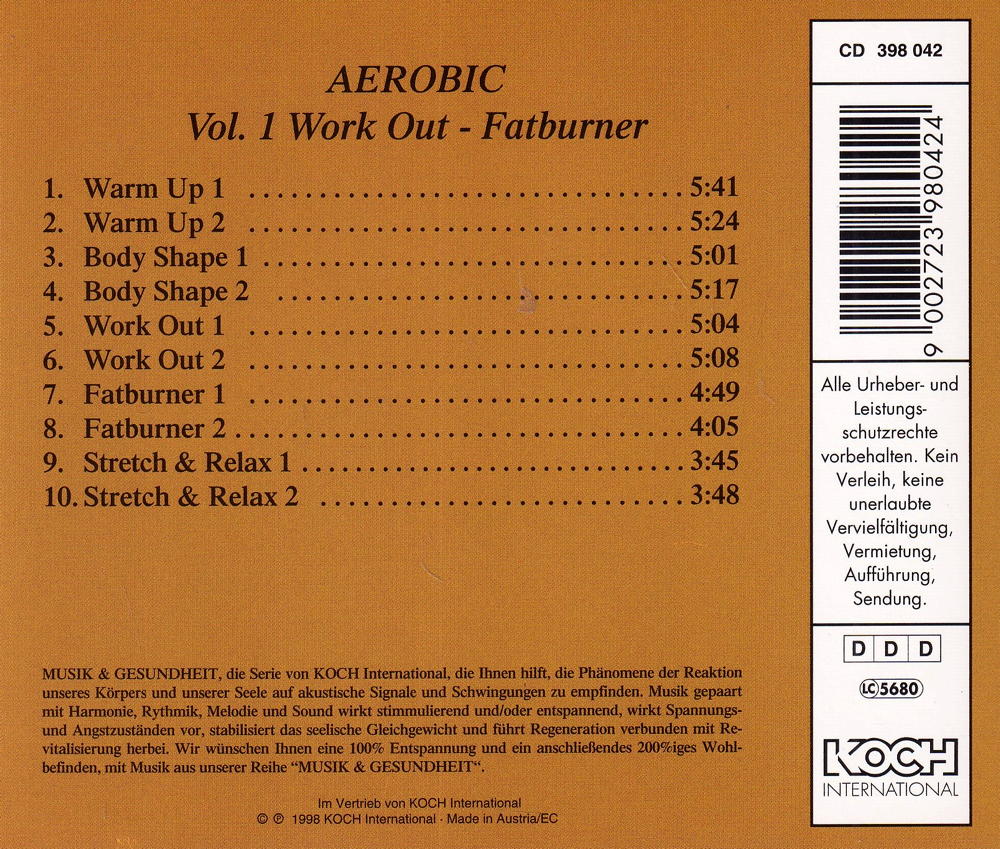 AEROBIC
Vol. 1 Work Out - Fatburner
1. Warm Up 1 ..................................... 5:41
2. Warm Up 2 ..................................... 5:24
3. Body Shape 1 .................................... 5:01
4. Body Shape 2 ................................... 5:17
5. Work Out 1 ..................................... 5:04
6. Work Out 2 ..................................... 5:08
7. Fatburner 1 ..................................... 4:49
8. Fatburner 2 ...................................... 4:05
9. Stretch & Relax 1 ................................. 3:45
10. Stretch & Relax 2 ............................... 3:48
MUSIK & GESUNDHEIT, die Serie von KOCH International, die Ihnen hilft, die Phänomene der Reaktion
unseres Körpers und unserer Seele auf akustische Signale und Schwingungen zu empfinden. Musik gepaart
mit Harmonie, Rythmik, Melodie und Sound wirkt stimmulierend und/oder entspannend, wirkt Spannungs-
und Angstzuständen vor, stabilisiert das seelische Gleichgewicht und führt Regeneration verbunden mit Re-
vitalisierung herbei. Wir wünschen Ihnen eine 100% Entspannung und ein anschließendes 200%iges Wohl-
befinden, mit Musik aus unserer Reihe “MUSIK & GESUNDHEIT“.
Im Vertrieb von KOCH International
© ℗ 1998 KOCH International · Made in Austria/EC
CD 398 042
9 002723 980424
Alle Urheber- und
Leistungs-
schutzrechte
vorbehalten. Kein
Verleih, keine
unerlaubte
Vervielfältigung,
Vermietung,
Aufführung,
Sendung.
D D D
LC 5680
KOCH
INTERNATIONAL